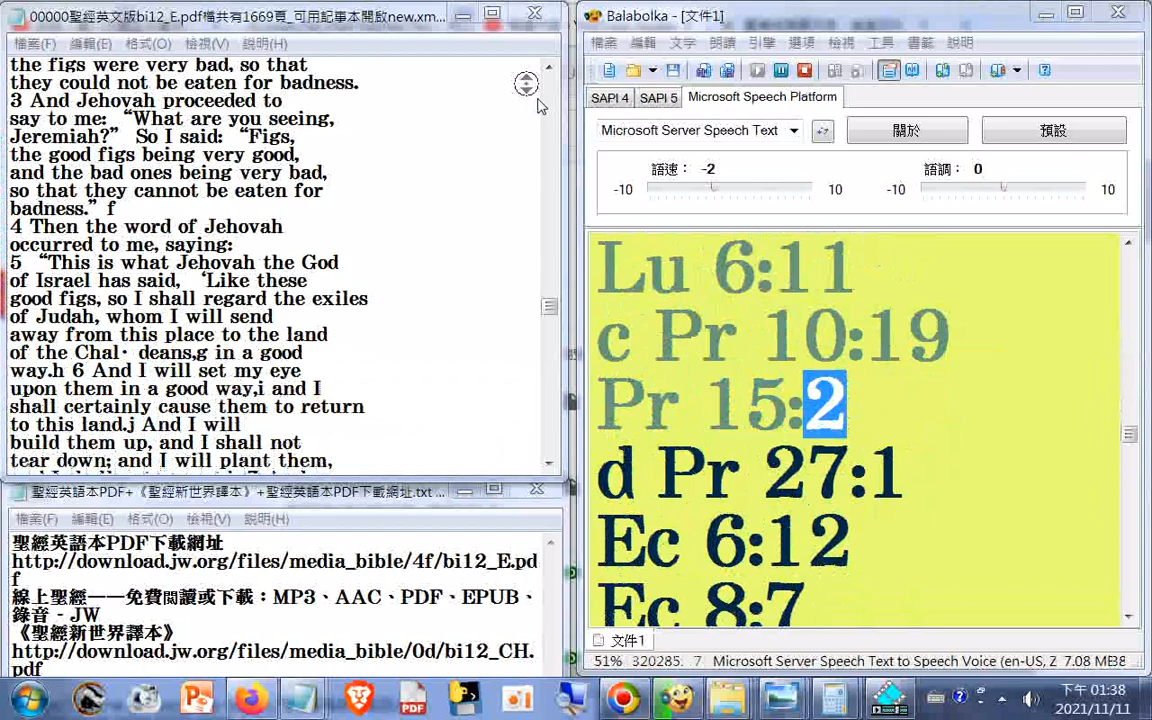 00000聖經英文版bi12_E.pdf檔共有1669頁_可用記事本開啟new.xm...
檔案(F) 編輯(E) 格式(O) 檢視(V) 說明(H)
the figs were very bad, so that
they could not be eaten for badness.
3 And Jehovah proceeded to
say to me: “What are you seeing,
Jeremiah?” So I said: “Figs,
the good figs being very good,
and the bad ones being very bad,
so that they cannot be eaten for
badness.” f
4 Then the word of Jehovah
occurred to me, saying:
5 “This is what Jehovah the God
of Israel has said, ‘Like these
good figs, so I shall regard the exiles
of Judah, whom I will send
away from this place to the land
of the Chal· deans,g in a good
way.h 6 And I will set my eye
upon them in a good way,i and I
shall certainly cause them to return
to this land.j And I will
build them up, and I shall not
tear down; and I will plant them,
聖經英語本PDF+《聖經新世界譯本》+聖經英語本PDF下載網址.txt ...
檔案(F) 編輯(E) 格式(O) 檢視(V) 說明(H)
聖經英語本PDF下載網址
http://download.jw.org/files/media_bible/4f/bi12_E.pd
f
線上聖經——免費閱讀或下載：MP3、AAC、PDF、EPUB、
錄音 - JW
《聖經新世界譯本》
http://download.jw.org/files/media_bible/0d/bi12_CH.
pdf
Balabolka - [文件1]
檔案 編輯 文字 朗讀 引擎 選項 檢視 工具 書籤 說明
SAPI 4 SAPI 5 Microsoft Speech Platform
Microsoft Server Speech Text 關於 預設
語速： -2 語調： 0
-10 10 -10 10
Lu 6:11
c Pr 10:19
Pr 15:2
d Pr 27:1
Ec 6:12
Ec 8:7
文件1
51% 320285. 7 Microsoft Server Speech Text to Speech Voice (en-US, Z 7.08 MB
下午 01:38
2021/11/11